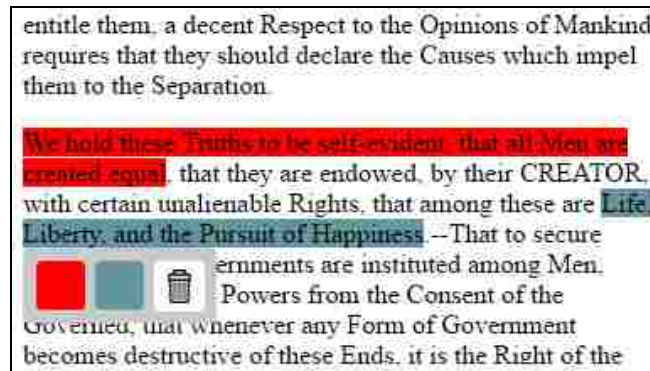 entitle them, a decent Respect to the Opinions of Mankind
requires that they should declare the Causes which impel
them to the Separation.
We hold these Truths to be self-evident, that all Men are
created equal, that they are endowed, by their CREATOR,
with certain unalienable Rights, that among these are Life,
Liberty, and the Pursuit of Happiness.--That to secure
ernments are instituted among Men,
Powers from the Consent of the
Governed, that whenever any Form of Government
becomes destructive of these Ends, it is the Right of the